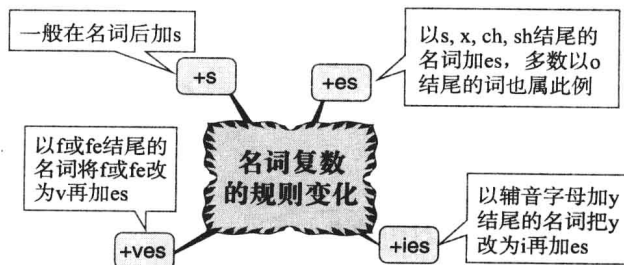 一般在名词后加s
+s
+es
以s, x, ch, sh结尾的
名词加es，多数以o
结尾的词也属此例
名词复数
的规则变化
以f或fe结尾的
名词将f或fe改
为v再加es
+ves
+ies
以辅音字母加y
结尾的名词把y
改为i再加es